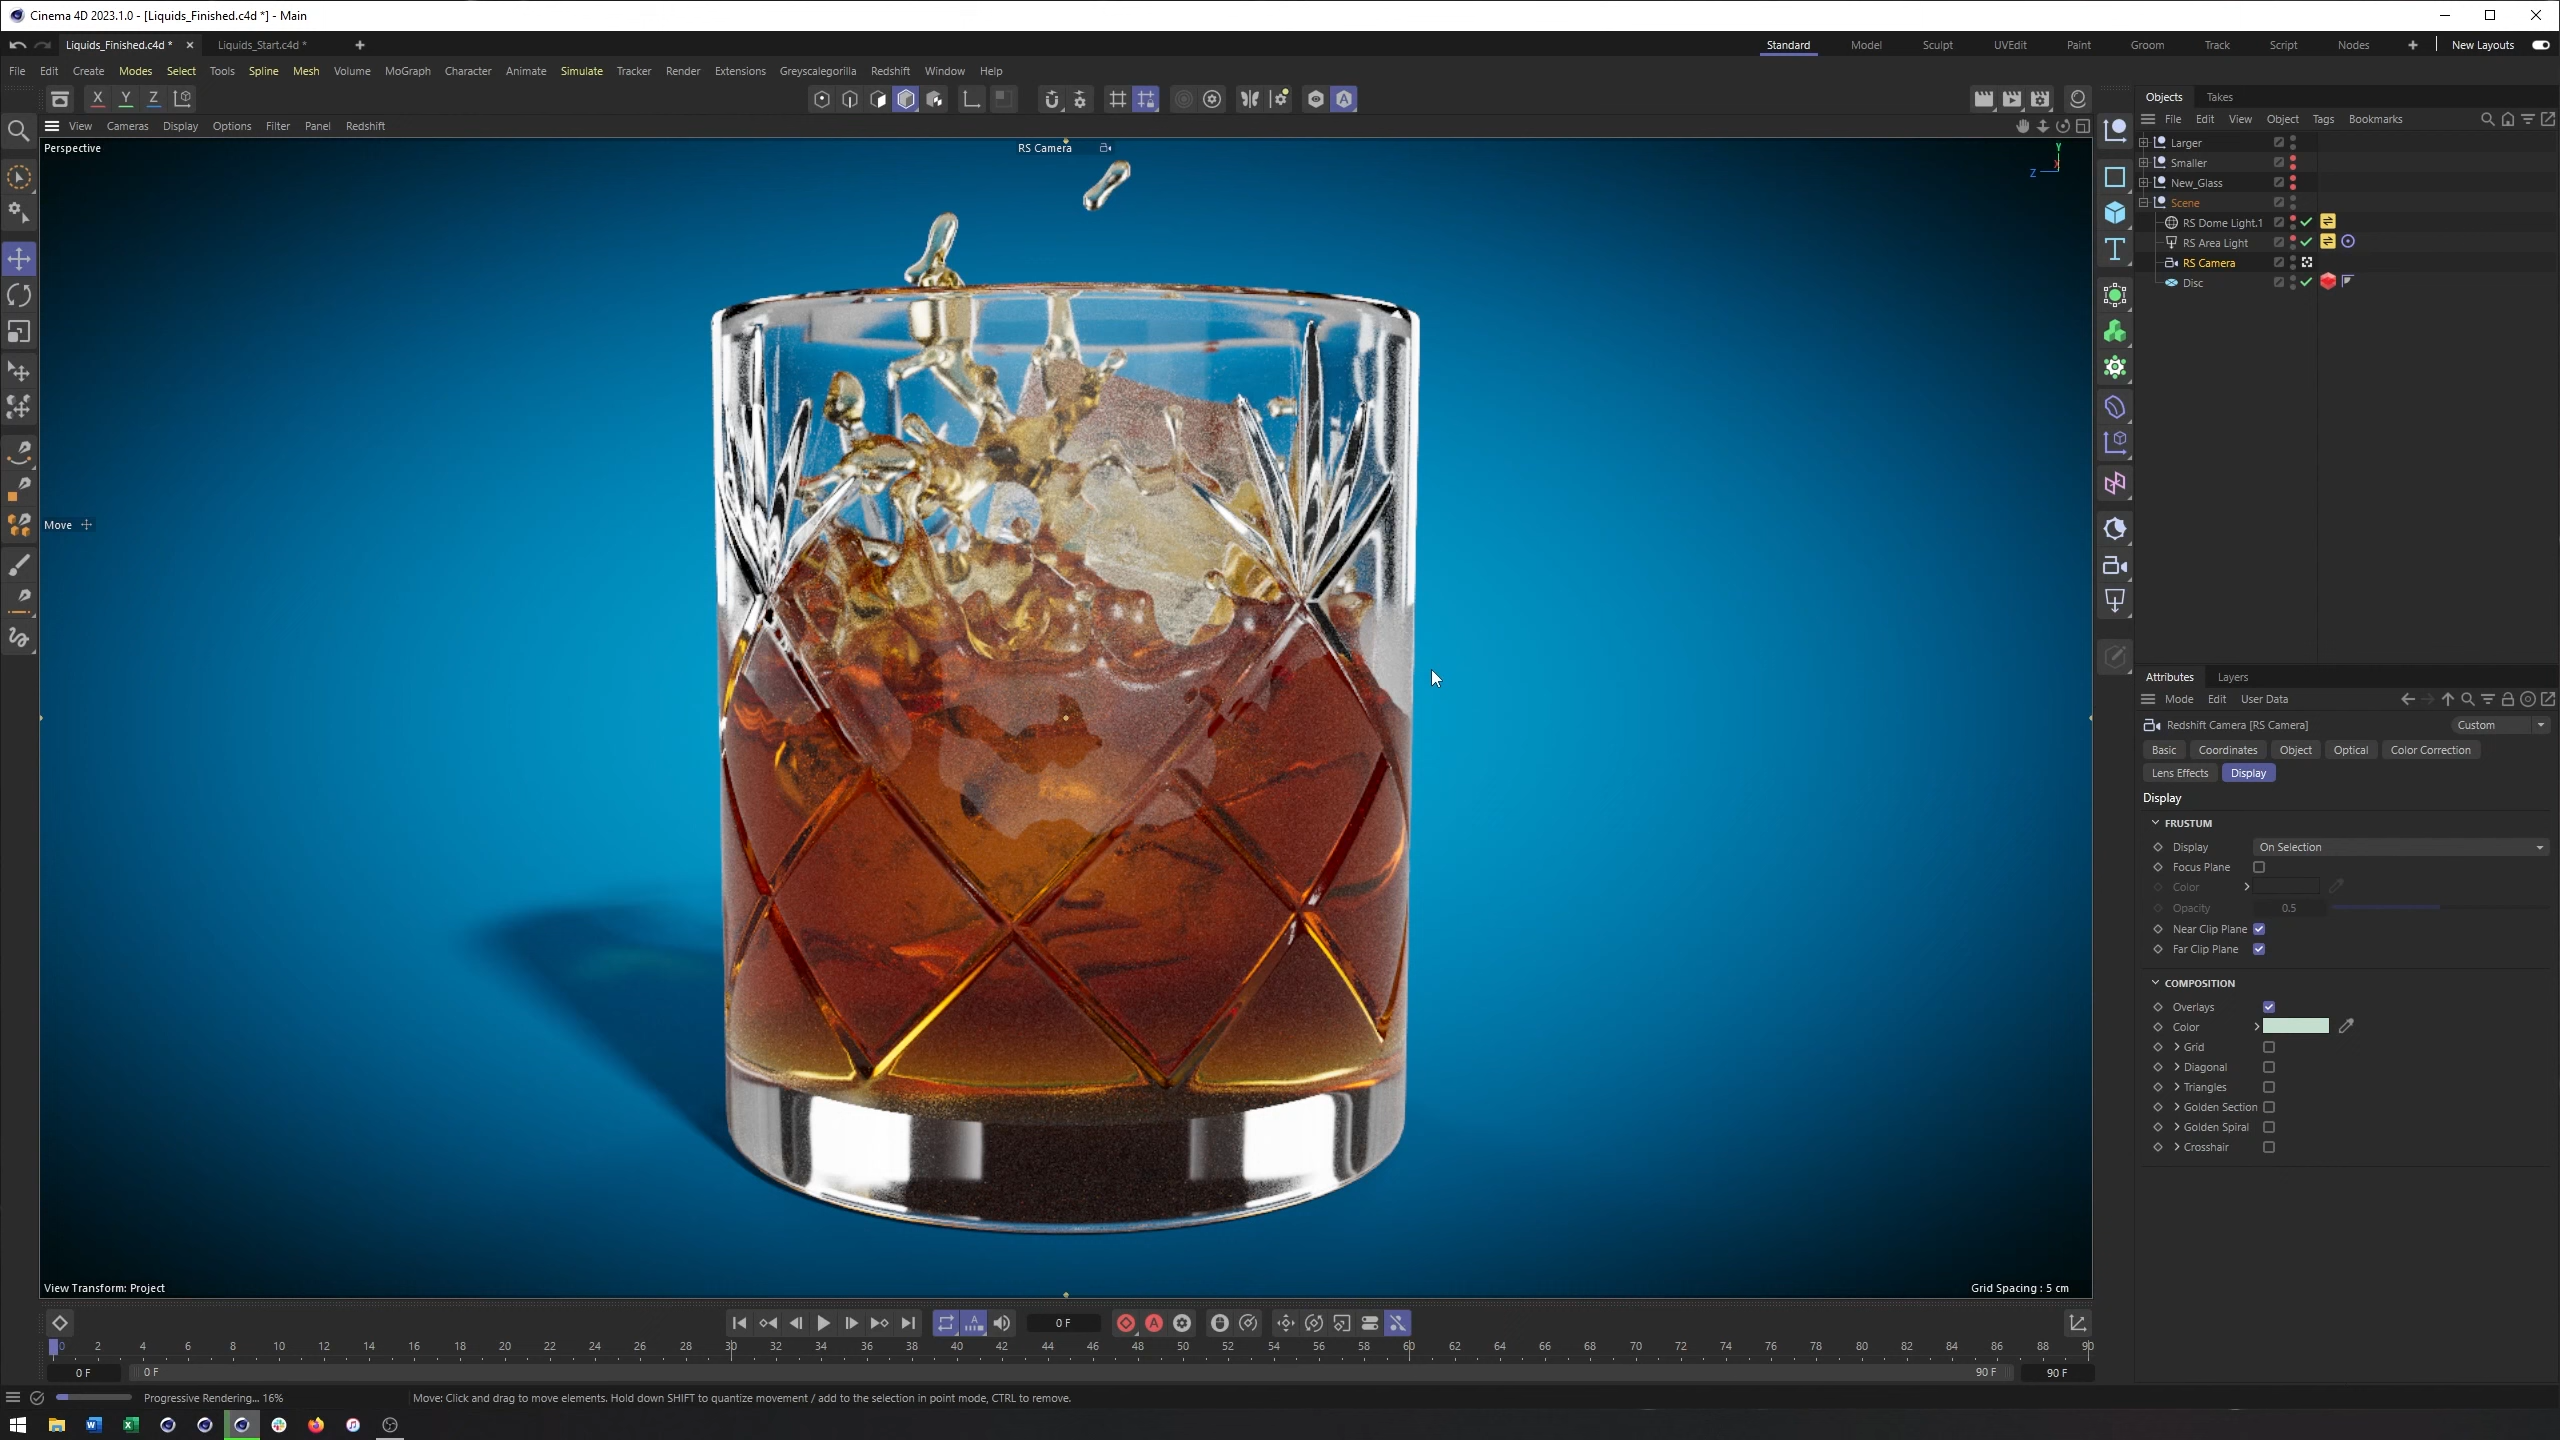 Cinema 4D 2023.1.0 - [Liquids_Finished.c4d *] - Main
Liquids_Finished.c4d * Liquids_Start.c4d * Standard Model Sculpt UVEdit Paint Groom Track Script Nodes New Layouts
File Edit Create Modes Select Tools Spline Mesh Volume MoGraph Character Animate Simulate Tracker Render Extensions Greyscalegorilla Redshift Window Help
X Y Z
Objects Takes
View Cameras Display Options Filter Panel Redshift
File Edit View Object Tags Bookmarks
Perspective
RS Camera
Y
X
Z
Larger
Smaller
New_Glass
Scene
RS Dome Light.1
RS Area Light
RS Camera
Disc
Move
Attributes Layers
Mode Edit User Data
Redshift Camera [RS Camera] Custom
Basic Coordinates Object Optical Color Correction
Lens Effects Display
Display
FRUSTUM
Display On Selection
Focus Plane
Color
Opacity 0.5
Near Clip Plane
Far Clip Plane
COMPOSITION
Overlays
Color
Grid
Diagonal
Triangles
Golden Section
Golden Spiral
Crosshair
View Transform: Project
Grid Spacing : 5 cm
0 F
0 2 4 6 8 10 12 14 16 18 20 22 24 26 28 30 32 34 36 38 40 42 44 46 48 50 52 54 56 58 60 62 64 66 68 70 72 74 76 78 80 82 84 86 88 90
0 F 0 F 90 F 90 F
Progressive Rendering... 16% Move: Click and drag to move elements. Hold down SHIFT to quantize movement / add to the selection in point mode, CTRL to remove.